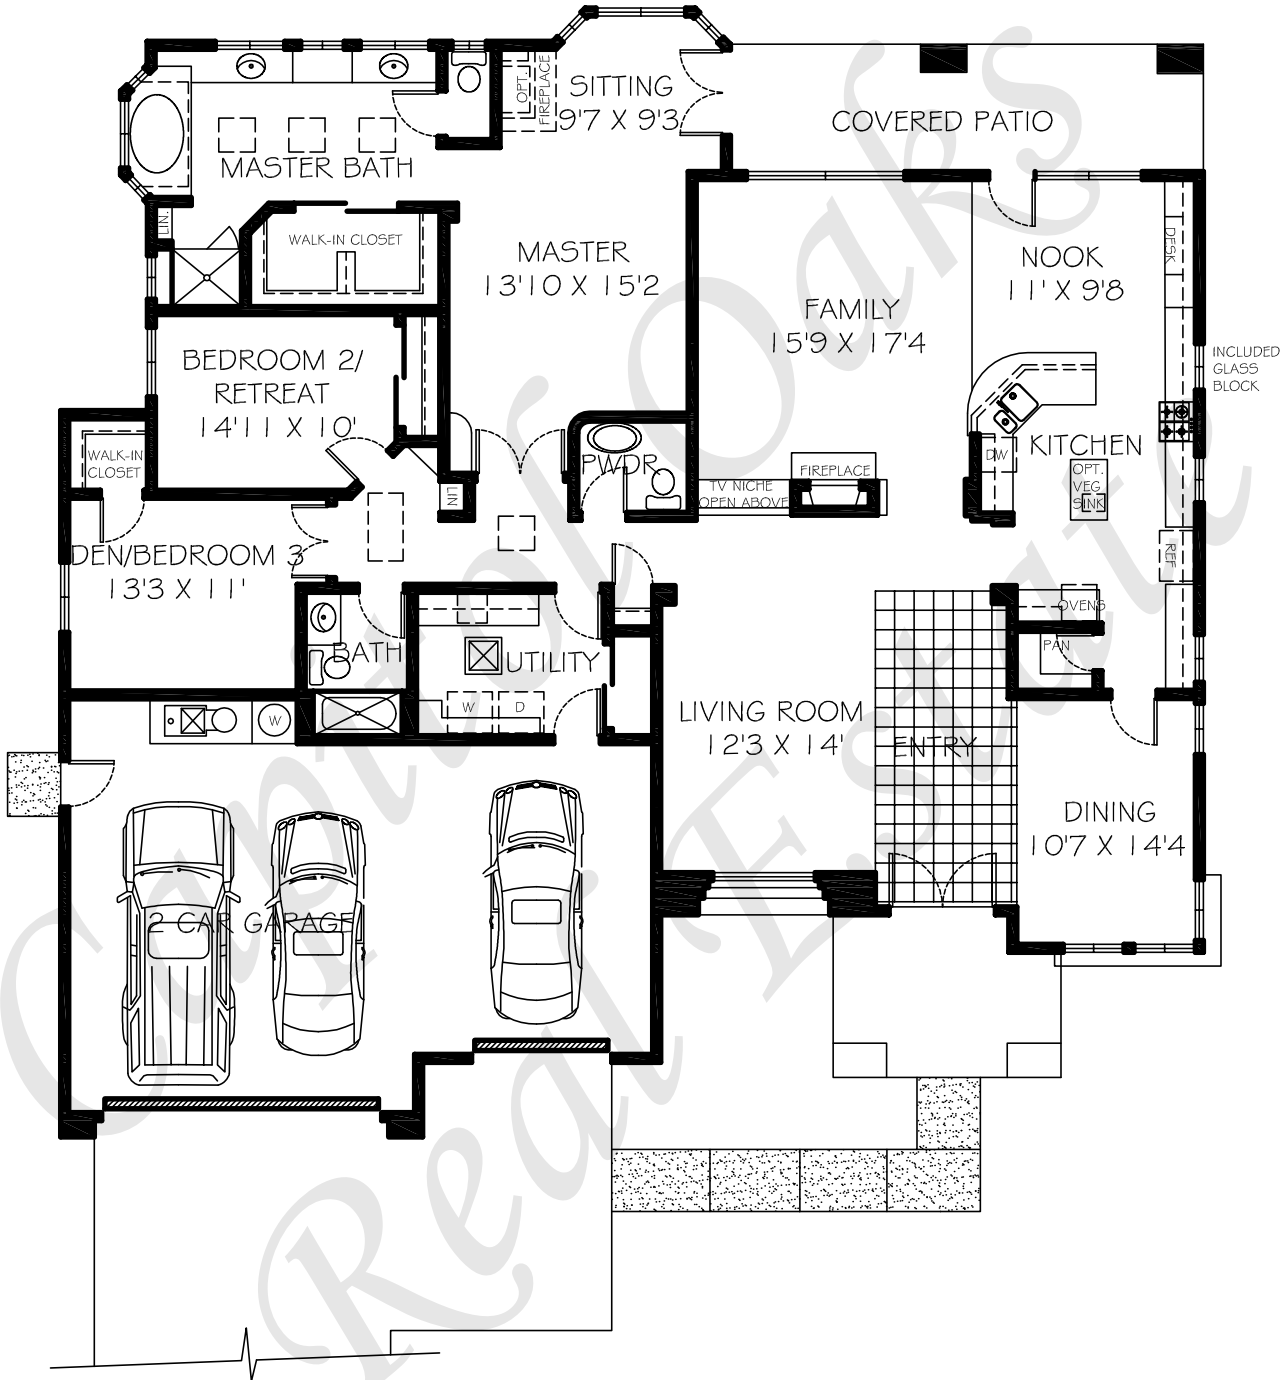 SITTING
9'7 X 9'3
OPT.
FIREPLACE
COVERED PATIO
MASTER BATH
LIN.
WALK-IN CLOSET
MASTER
13'10 X 15'2
NOOK
11' X 9'8
DESK
FAMILY
15'9 X 17'4
INCLUDED
GLASS
BLOCK
BEDROOM 2/
RETREAT
14'11 X 10'
WALK-IN
CLOSET
PWDR
KITCHEN
DW
OPT.
VEG
SINK
FIREPLACE
TV NICHE
OPEN ABOVE
LIN
DEN/BEDROOM 3
13'3 X 11'
REF
OVENS
PAN
BATH
UTILITY
W
D
W
LIVING ROOM
12'3 X 14'
ENTRY
DINING
10'7 X 14'4
2 CAR GARAGE
Capitol Oaks
Real Estate